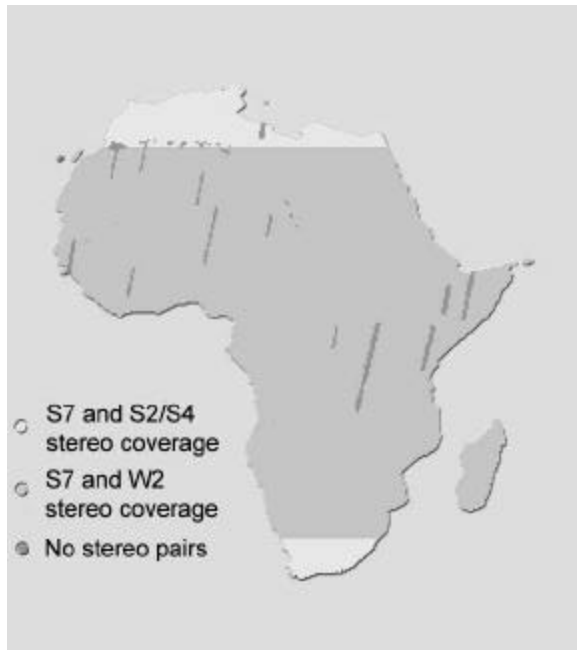 S7 and S2/S4
stereo coverage
S7 and W2
stereo coverage
No stereo pairs